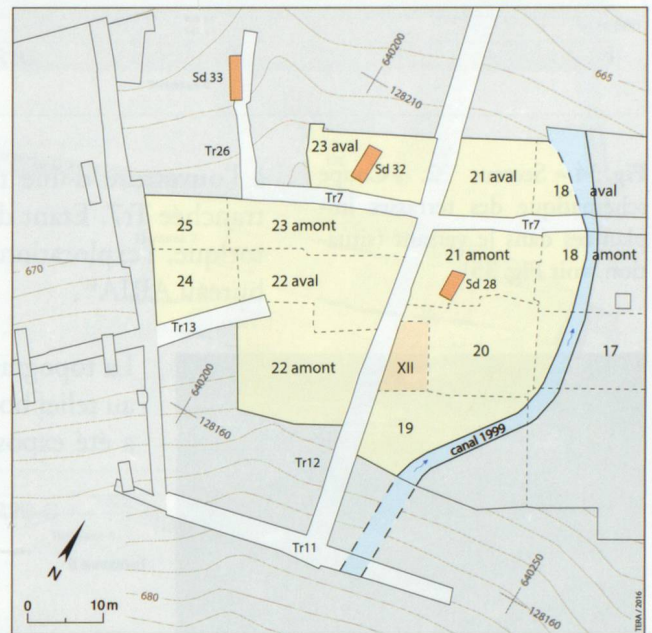 640200
128210
665
Sd 33
Tr26
23 aval
Sd 32
21 aval
18 aval
Tr7
Tr7
25
23 amont
21 amont
18 amont
670
24
22 aval
Sd 28
Tr13
17
22 amont
XII
20
640200
128160
19
canal 1999
Tr12
Tr11
N
0 10 m
680
640250
128160
TERA / 2016